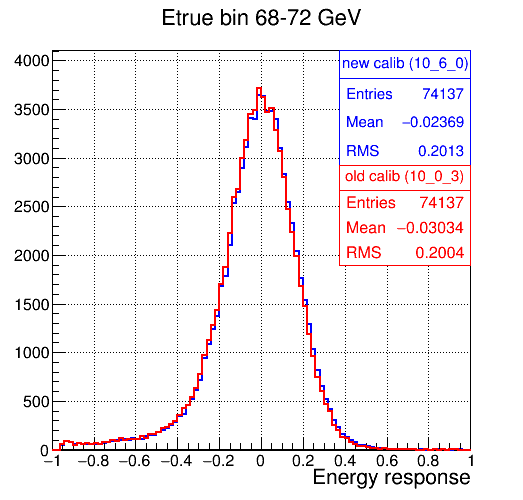 Etrue bin 68-72 GeV
new calib (10_6_0)
Entries 74137
Mean −0.02369
RMS 0.2013
old calib (10_0_3)
Entries 74137
Mean −0.03034
RMS 0.2004
4000
3500
3000
2500
2000
1500
1000
500
0
−1 −0.8 −0.6 −0.4 −0.2 0 0.2 0.4 0.6 0.8 1
Energy response